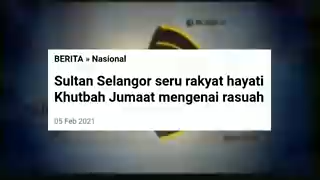 BERITA » Nasional
Sultan Selangor seru rakyat hayati
Khutbah Jumaat mengenai rasuah
05 Feb 2021